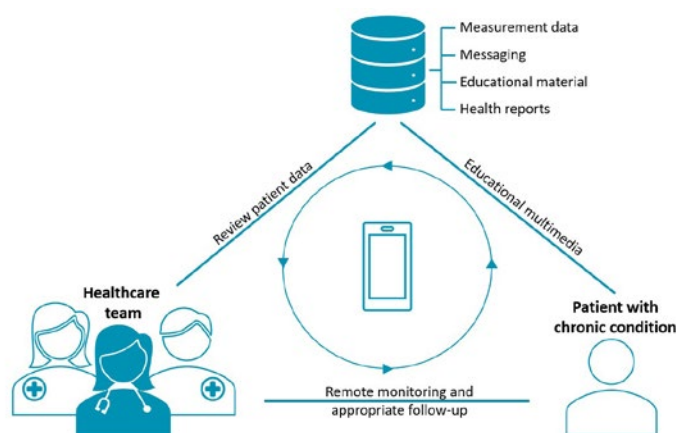 Measurement data
Messaging
Educational material
Health reports
Review patient data
Educational multimedia
Healthcare
team
Patient with
chronic condition
Remote monitoring and
appropriate follow-up